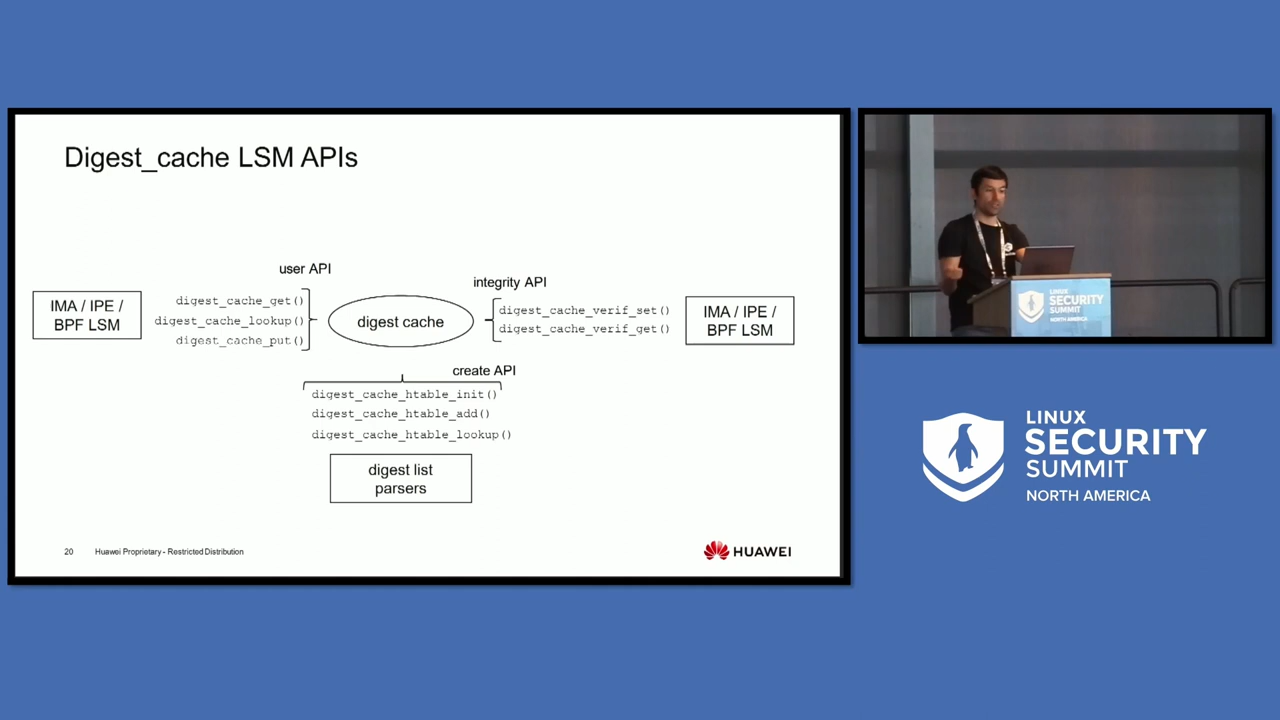 Digest_cache LSM APIs
user API
integrity API
IMA / IPE /
BPF LSM
digest_cache_get()
digest_cache_lookup()
digest_cache_put()
digest cache
digest_cache_verif_set()
digest_cache_verif_get()
IMA / IPE /
BPF LSM
create API
digest_cache_htable_init()
digest_cache_htable_add()
digest_cache_htable_lookup()
digest list
parsers
20
Huawei Proprietary - Restricted Distribution
HUAWEI
LINUX
SECURITY
SUMMIT
NORTH AMERICA
LINUX
SECURITY
SUMMIT
NORTH AMERICA